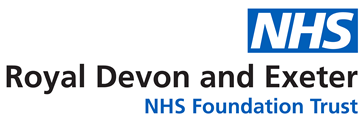 NHS
Royal Devon and Exeter
NHS Foundation Trust